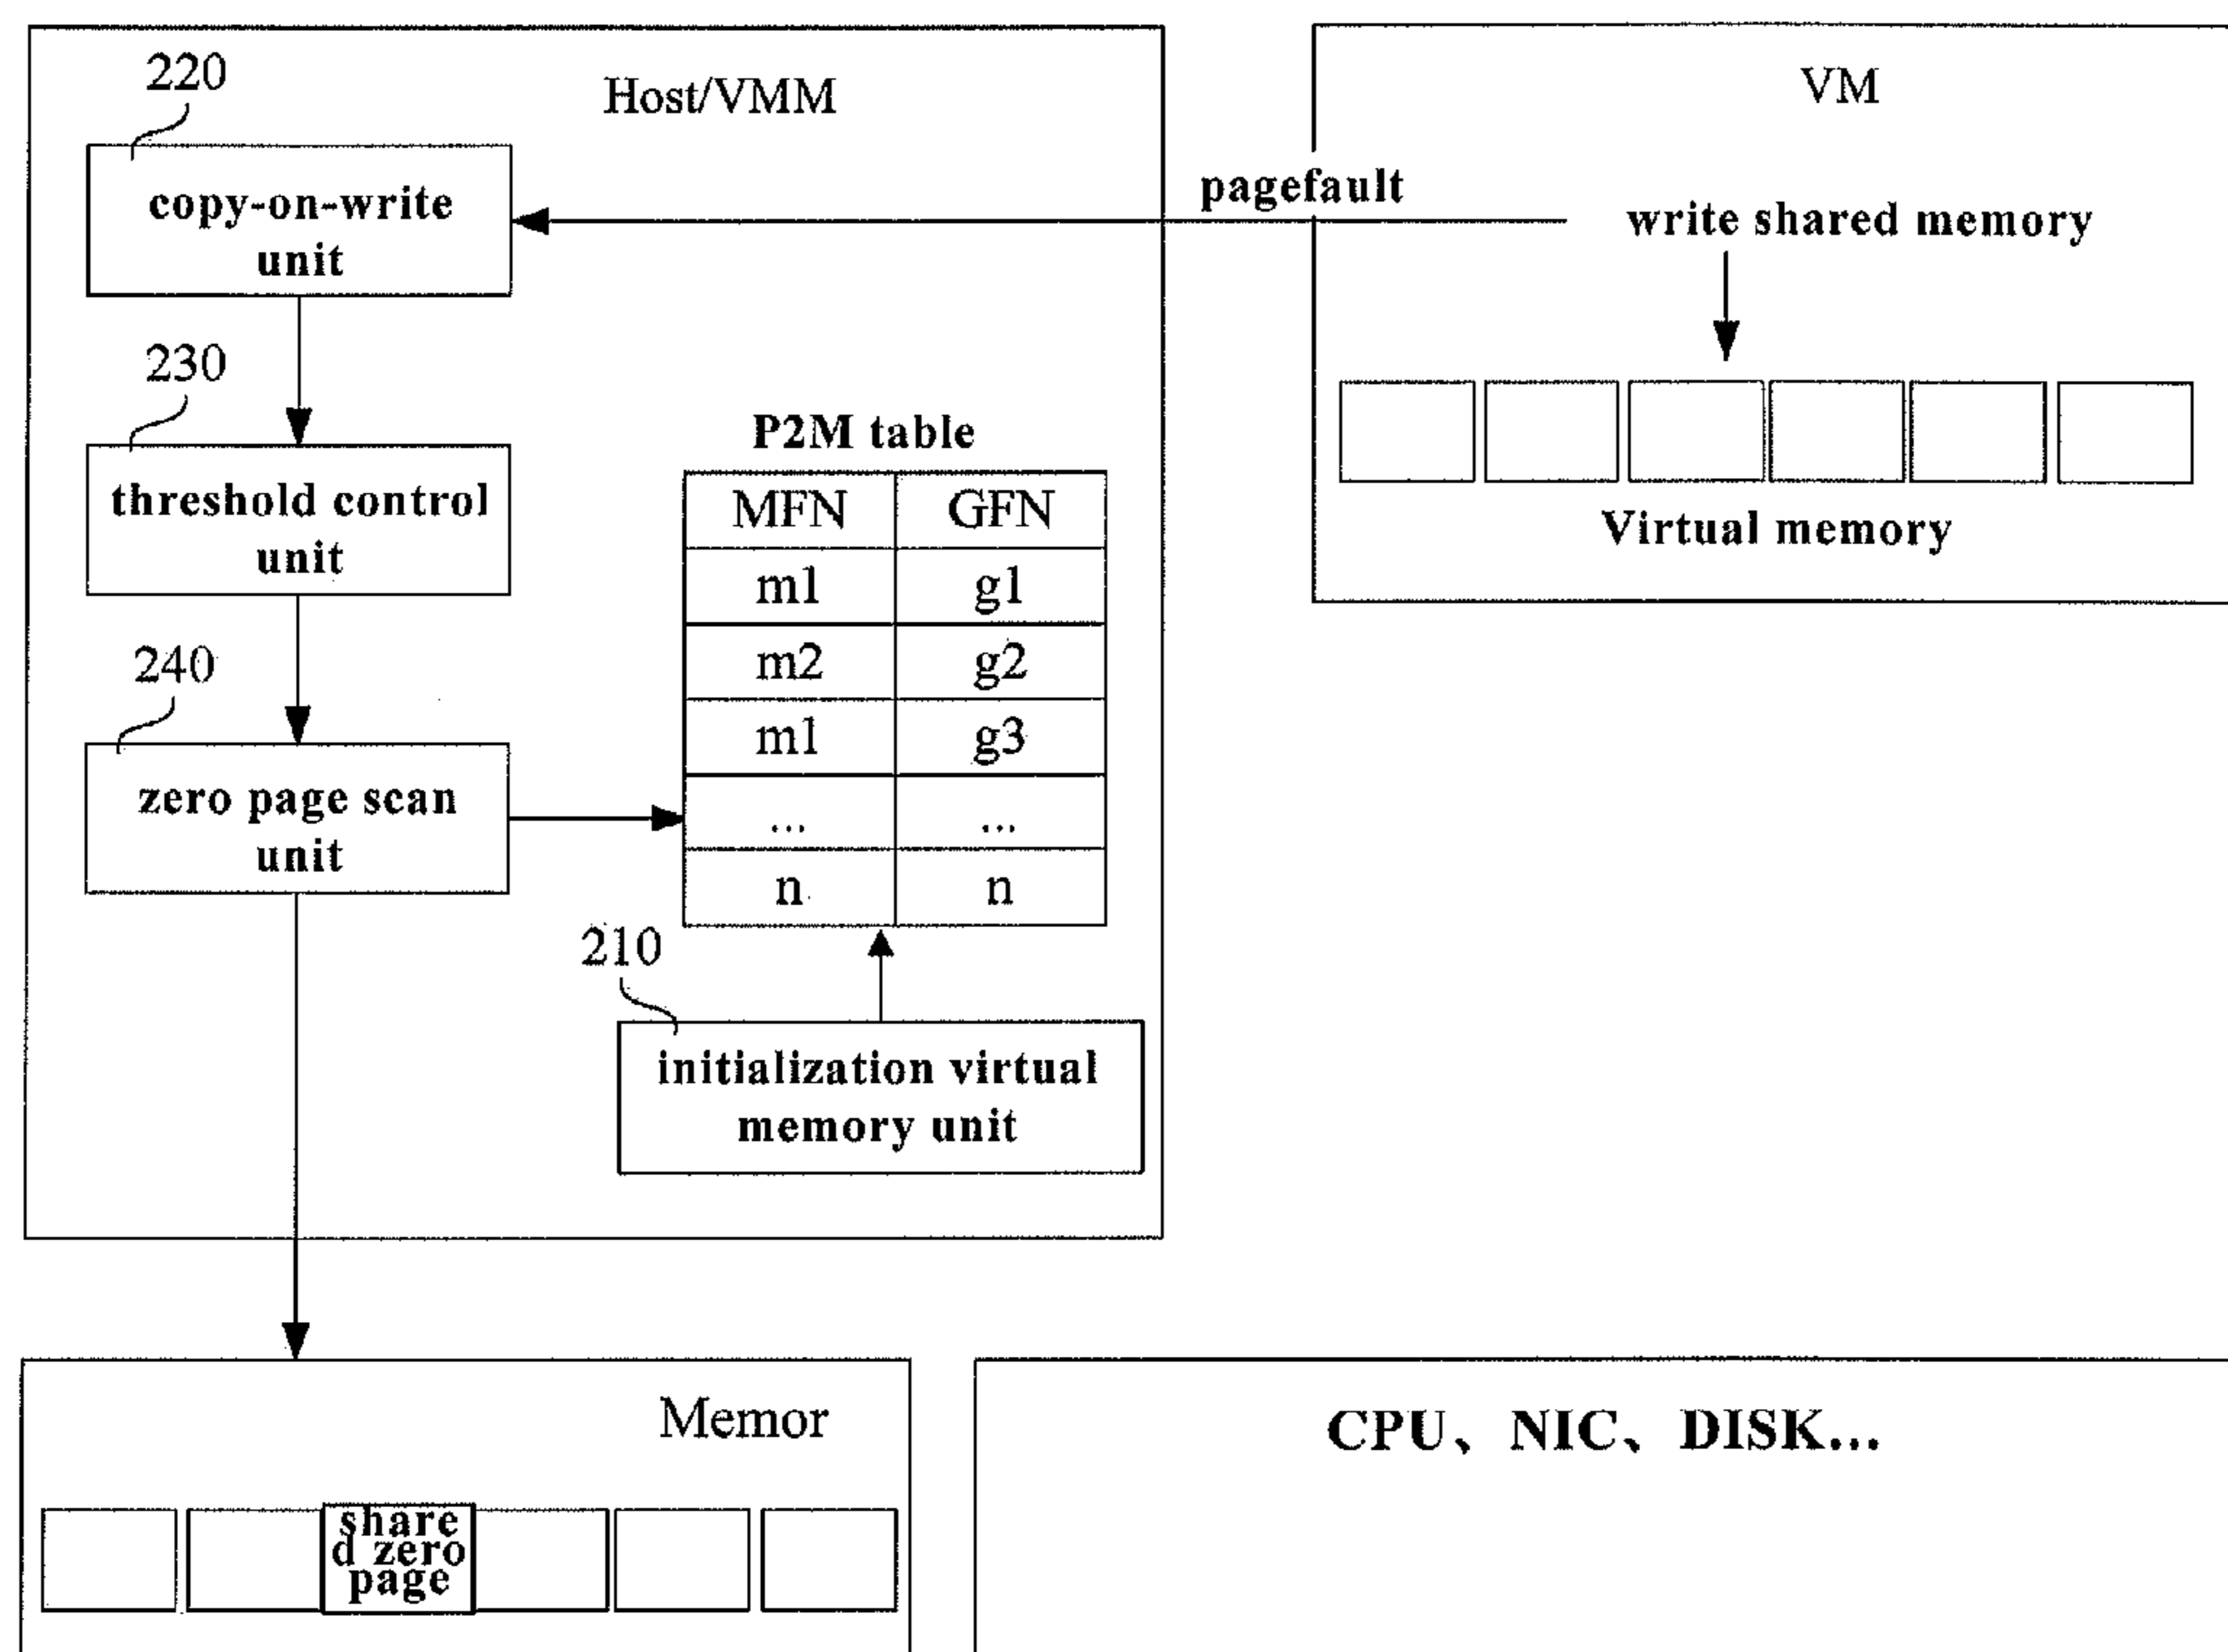 220
Host/VMM
copy-on-write
unit
pagefault
VM
write shared memory
Virtual memory
230
threshold control
unit
P2M table
MFN GFN
m1 g1
m2 g2
m1 g3
... ...
n n
240
zero page scan
unit
210
initialization virtual
memory unit
Memor
share
d zero
page
CPU、NIC、DISK...